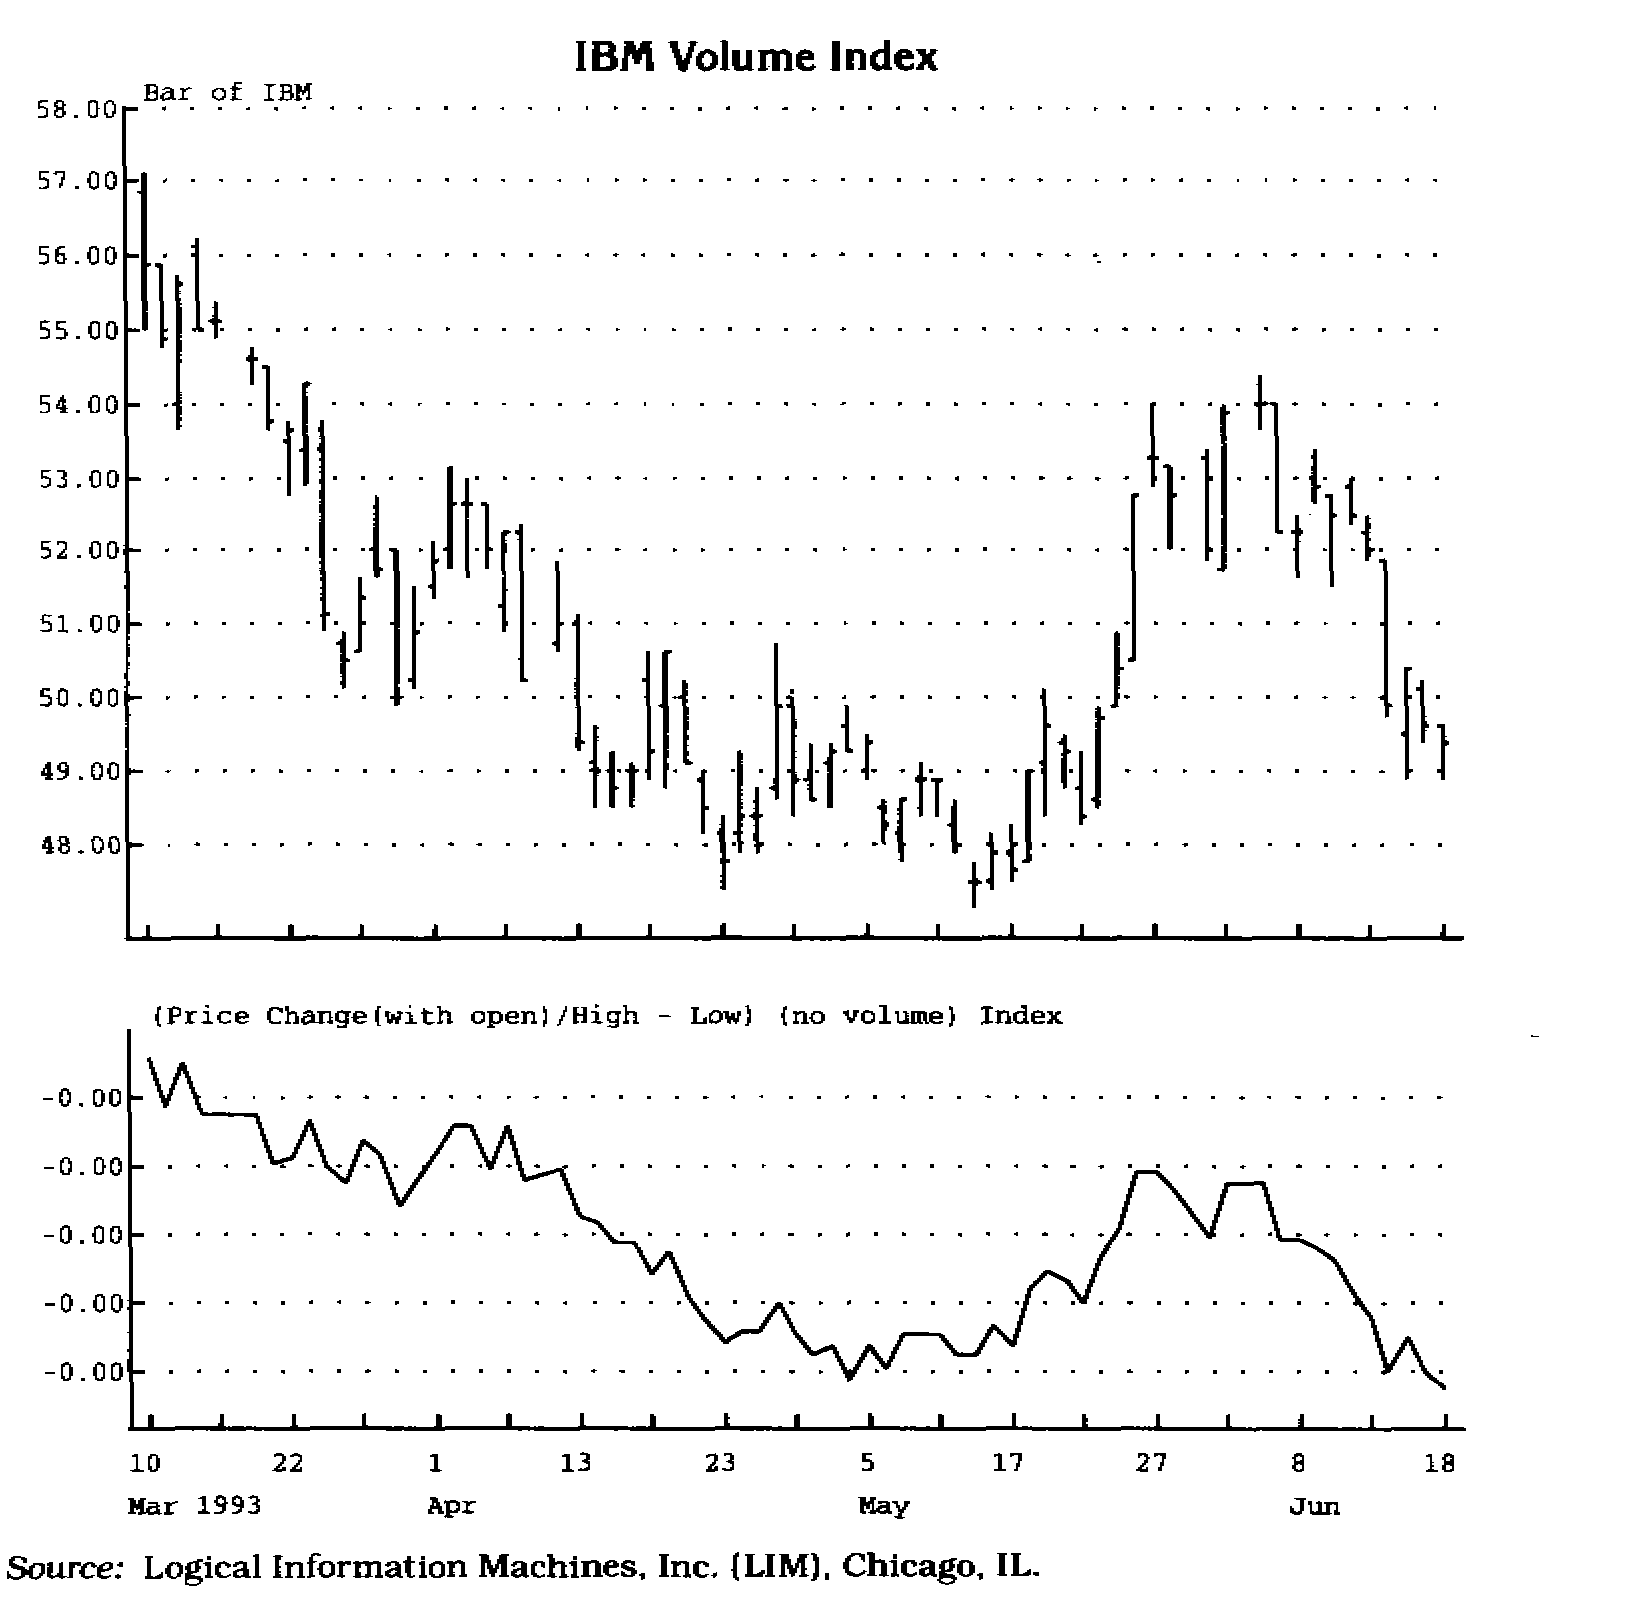 IBM Volume Index
Bar of IBM
58.00
57.00
56.00
55.00
54.00
53.00
52.00
51.00
50.00
49.00
48.00
(Price Change(with open)/High - Low) (no volume) Index
-0.00
-0.00
-0.00
-0.00
-0.00
10 22 1 13 23 5 17 27 8 18
Mar 1993 Apr May Jun
Source: Logical Information Machines, Inc. (LIM), Chicago, IL.